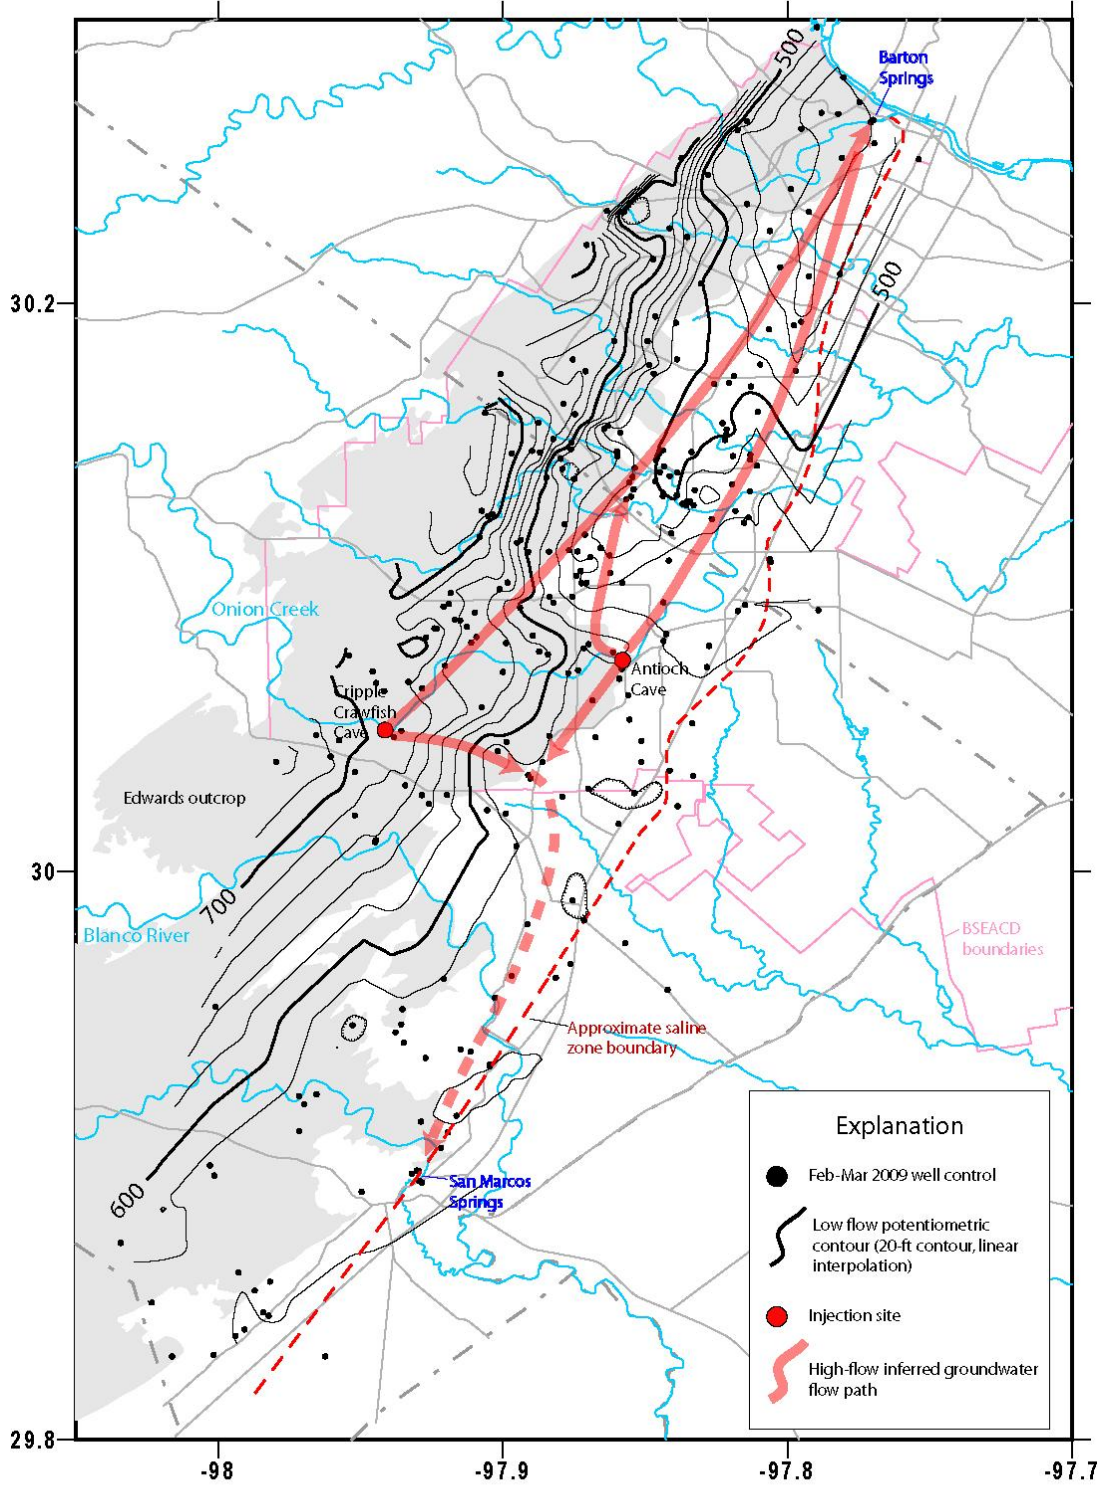 500
Barton
Springs
30.2
500
Onion Creek
Antioch
Cave
Cripple
Crawfish
Cave
Edwards outcrop
30
700
Blanco River
BSEACD
boundaries
Approximate saline
zone boundary
600
San Marcos
Springs
Explanation
Feb-Mar 2009 well control
Low flow potentiometric
contour (20-ft contour, linear
interpolation)
Injection site
High-flow inferred groundwater
flow path
29.8
-98
-97.9
-97.8
-97.7